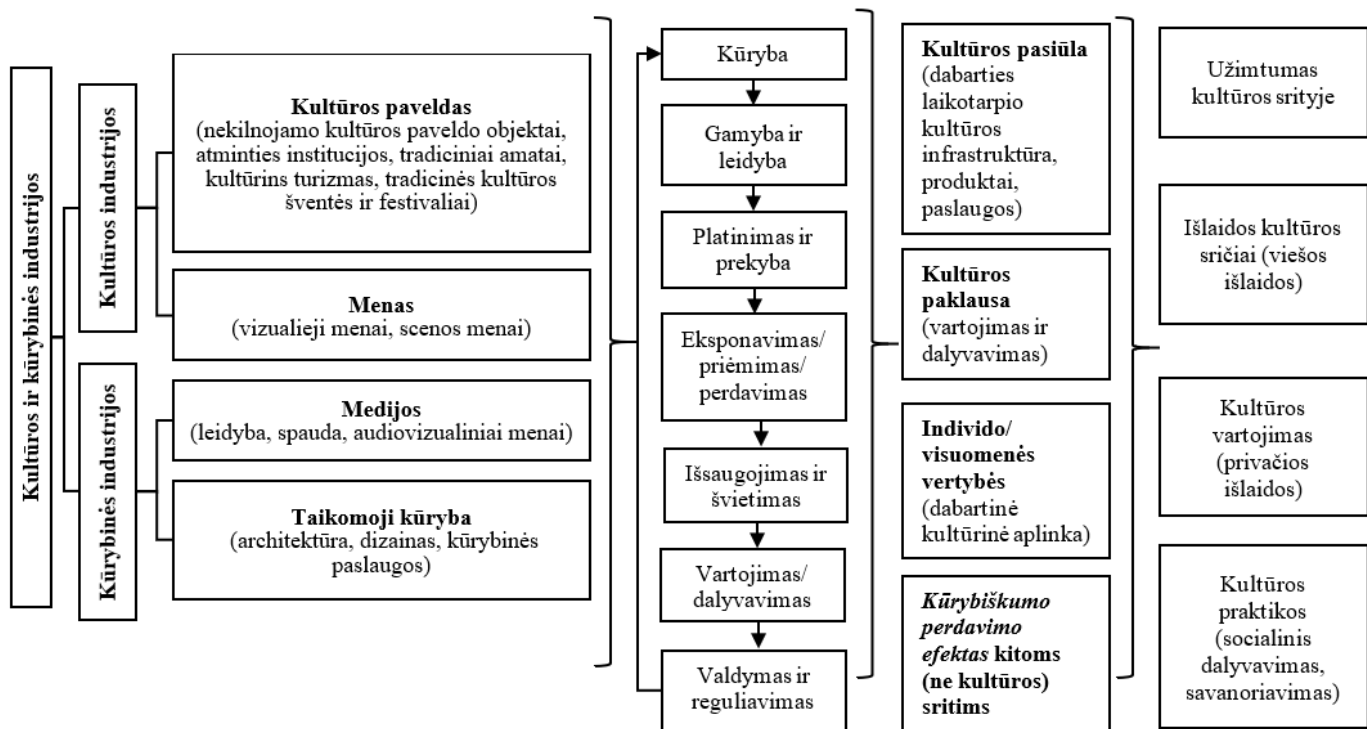 Kultūros ir kūrybinės industrijos
Kultūros industrijos
Kūrybinės industrijos
Kultūros paveldas
(nekilnojamo kultūros paveldo objektai,
atminties institucijos, tradiciniai amatai,
kultūrins turizmas, tradicinės kultūros
šventės ir festivaliai)
Menas
(vizualieji menai, scenos menai)
Medijos
(leidyba, spauda, audiovizualiniai menai)
Taikomoji kūryba
(architektūra, dizainas, kūrybinės
paslaugos)
Kūryba
Gamyba ir
leidyba
Platinimas ir
prekyba
Eksponavimas/
priėmimas/
perdavimas
Išsaugojimas ir
švietimas
Vartojimas/
dalyvavimas
Valdymas ir
reguliavimas
Kultūros pasiūla
(dabarties
laikotarpio
kultūros
infrastruktūra,
produktai,
paslaugos)
Kultūros
paklausa
(vartojimas ir
dalyvavimas)
Individo/
visuomenės
vertybės
(dabartinė
kultūrinė aplinka)
Kūrybiškumo
perdavimo
efektas kitoms
(ne kultūros)
sritims
Užimtumas
kultūros srityje
Išlaidos kultūros
sričiai (viešos
išlaidos)
Kultūros
vartojimas
(privačios
išlaidos)
Kultūros
praktikos
(socialinis
dalyvavimas,
savanoriavimas)